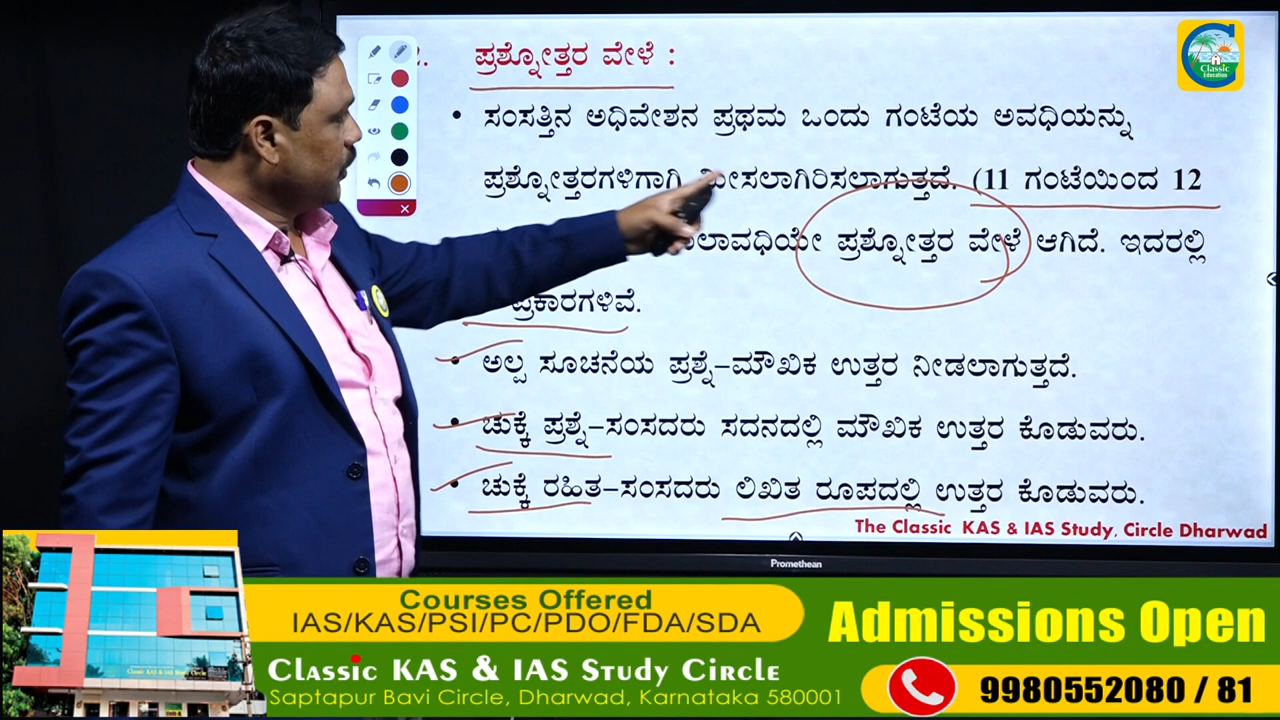 ಪ್ರಶ್ನೋತ್ತರ ವೇಳೆ :
• ಸಂಸತ್ತಿನ ಅಧಿವೇಶನ ಪ್ರಥಮ ಒಂದು ಗಂಟೆಯ ಅವಧಿಯನ್ನು
ಪ್ರಶ್ನೋತ್ತರಗಳಿಗಾಗಿ ಮೀಸಲಾಗಿರಿಸಲಾಗುತ್ತದೆ. (11 ಗಂಟೆಯಿಂದ 12
ಪ್ರಶ್ನೋತ್ತರ ವೇಳೆ ಆಗಿದೆ. ಇದರಲ್ಲಿ
ಪ್ರಕಾರಗಳಿವೆ.
• ಅಲ್ಪ ಸೂಚನೆಯ ಪ್ರಶ್ನೆ-ಮೌಖಿಕ ಉತ್ತರ ನೀಡಲಾಗುತ್ತದೆ.
• ಚುಕ್ಕೆ ಪ್ರಶ್ನೆ-ಸಂಸದರು ಸದನದಲ್ಲಿ ಮೌಖಿಕ ಉತ್ತರ ಕೊಡುವರು.
• ಚುಕ್ಕೆ ರಹಿತ-ಸಂಸದರು ಲಿಖಿತ ರೂಪದಲ್ಲಿ ಉತ್ತರ ಕೊಡುವರು.
The Classic KAS & IAS Study, Circle Dharwad
Classic
Education
Promethean
Courses Offered
IAS/KAS/PSI/PC/PDO/FDA/SDA
Classic KAS & IAS Study Circle
Saptapur Bavi Circle, Dharwad, Karnataka 580001
Admissions Open
9980552080 / 81